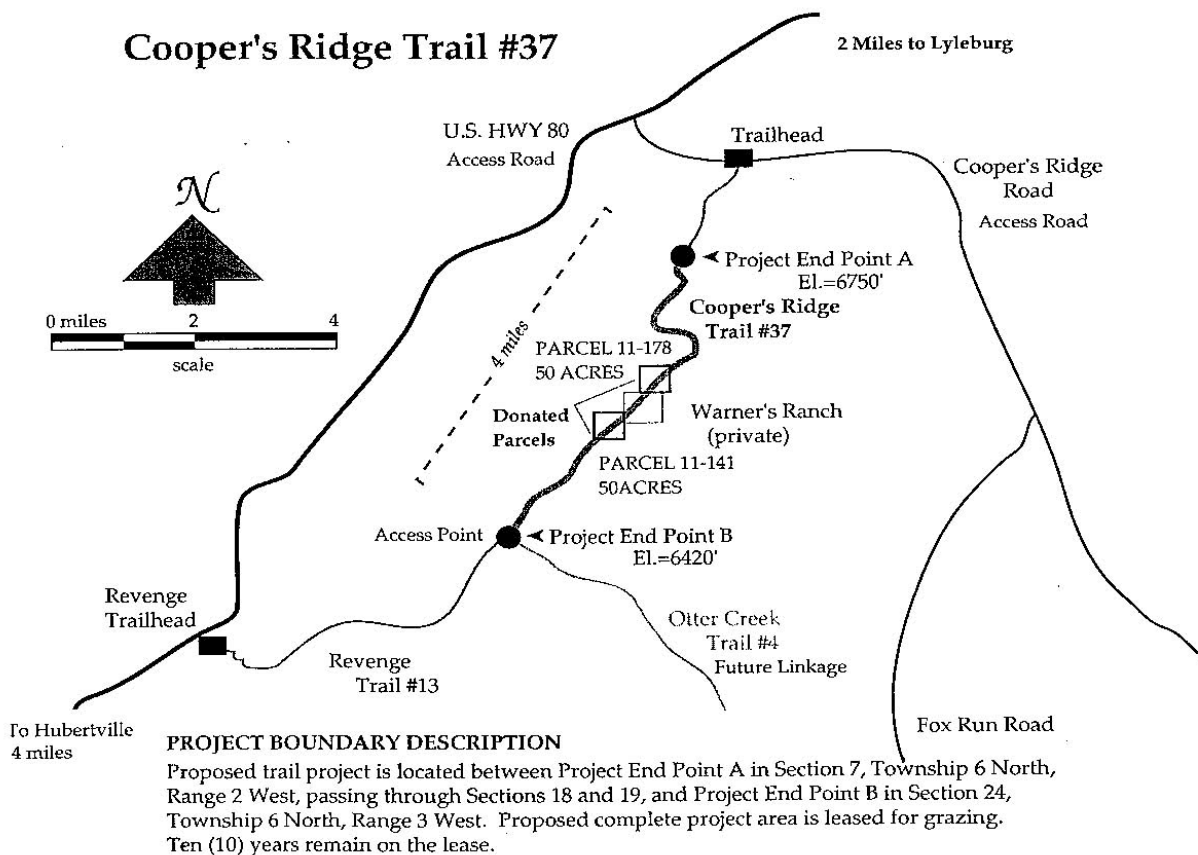 Cooper's Ridge Trail #37
2 Miles to Lyleburg
U.S. HWY 80
Access Road
Trailhead
Cooper's Ridge
Road
Access Road
N
0 miles 2 4
scale
Project End Point A
El.=6750'
Cooper's Ridge
Trail #37
4 miles
PARCEL 11-178
50 ACRES
Donated
Parcels
Warner's Ranch
(private)
PARCEL 11-141
50ACRES
Access Point
Project End Point B
El.=6420'
Revenge
Trailhead
Otter Creek
Trail #4
Future Linkage
Revenge
Trail #13
To Hubertville
4 miles
Fox Run Road
PROJECT BOUNDARY DESCRIPTION
Proposed trail project is located between Project End Point A in Section 7, Township 6 North,
Range 2 West, passing through Sections 18 and 19, and Project End Point B in Section 24,
Township 6 North, Range 3 West. Proposed complete project area is leased for grazing.
Ten (10) years remain on the lease.